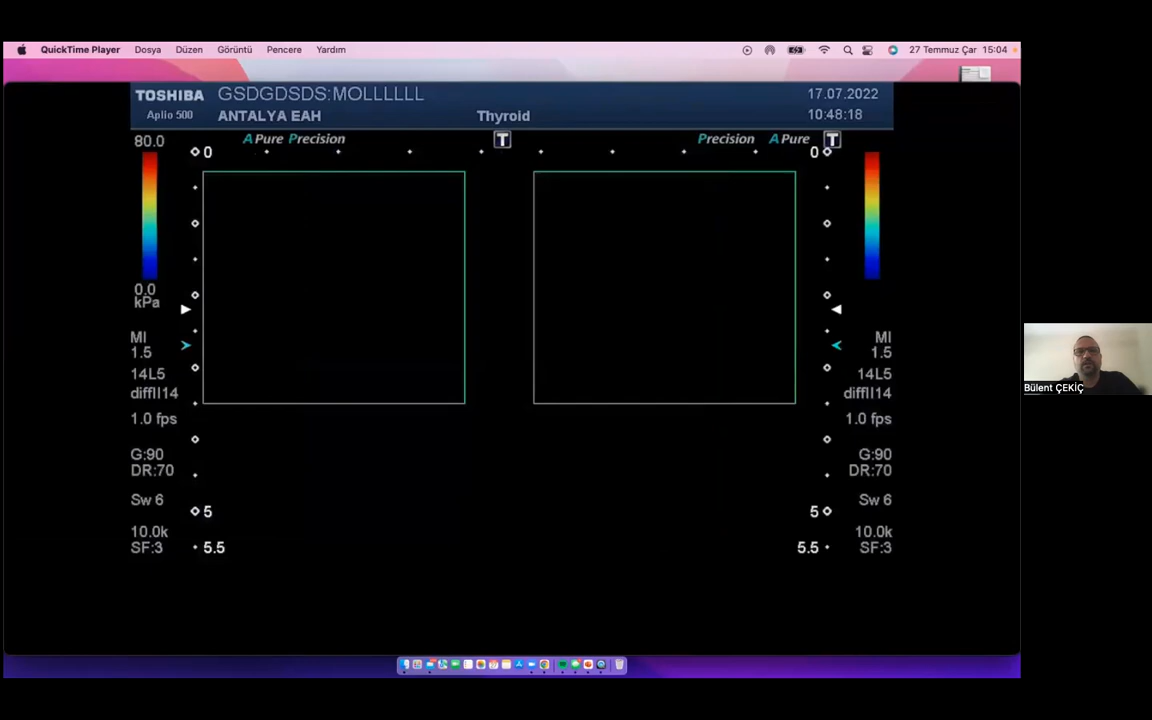 QuickTime Player Dosya Düzen Görüntü Pencere Yardım 27 Temmuz Çar 15:04
TOSHIBA GSDGDSDS:MOLLLLLL 17.07.2022
Aplio 500 ANTALYA EAH Thyroid 10:48:18
80.0 APure Precision T Precision APure T
0 0
0.0
kPa
MI MI
1.5 1.5
14L5 14L5
diffII14 diffII14
Bülent ÇEKİÇ
1.0 fps 1.0 fps
G:90 G:90
DR:70 DR:70
Sw 6 Sw 6
5 5
10.0k 10.0k
SF:3 5.5 5.5 SF:3